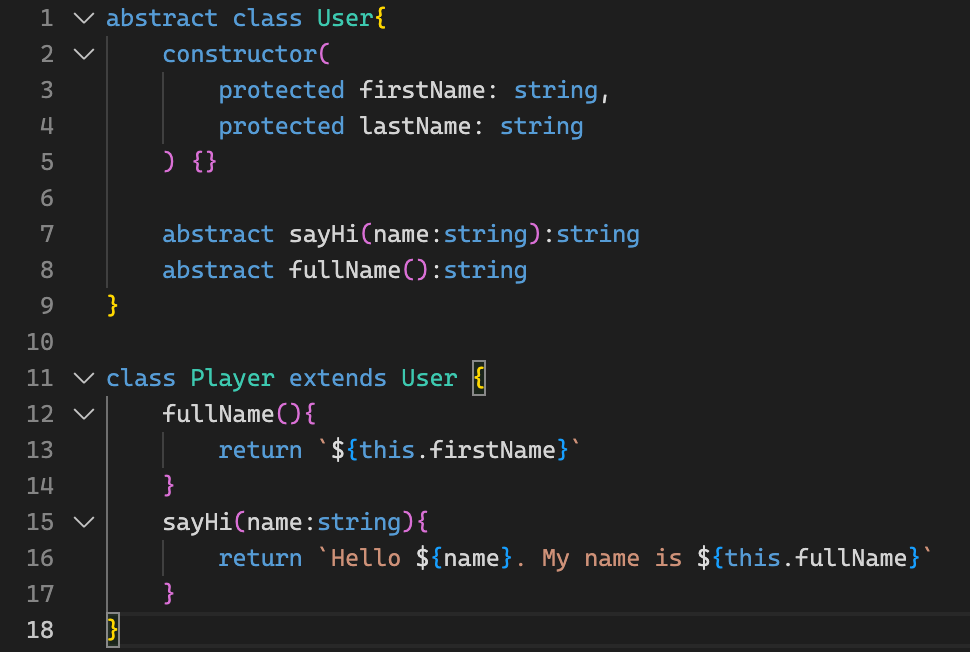 1 abstract class User{
2     constructor(
3         protected firstName: string,
4         protected lastName: string
5     ) {}
6
7     abstract sayHi(name:string):string
8     abstract fullName():string
9 }
10
11 class Player extends User {
12     fullName(){
13         return `${this.firstName}`
14     }
15     sayHi(name:string){
16         return `Hello ${name}. My name is ${this.fullName}`
17     }
18 }